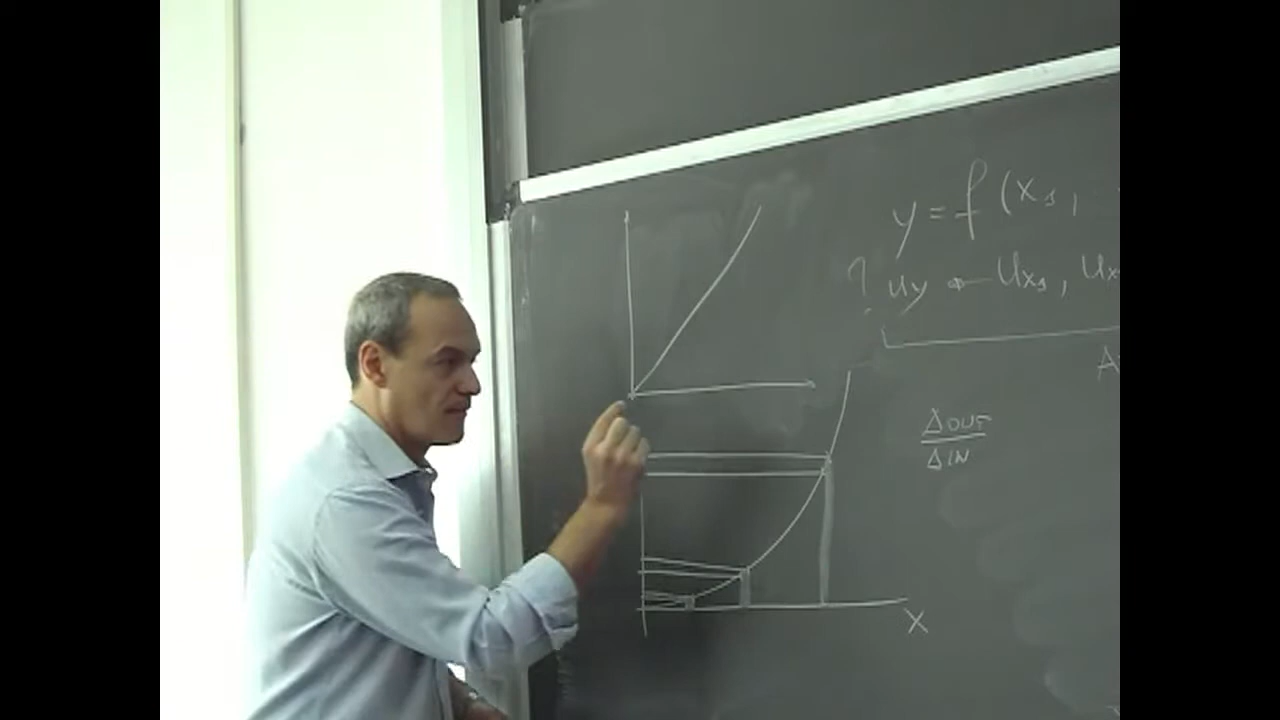 y = f (x₁,
? uy ← ux₁, ux
ΔOUT
ΔIN
X